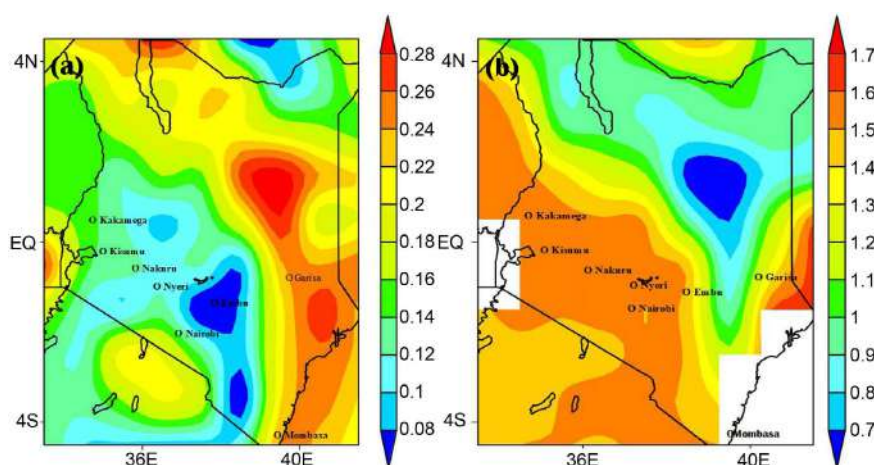 (a)
4N
EQ
4S
36E
40E
O Kakamega
O Kisumu
O Nakuru
O Nyeri
O Embu
O Nairobi
O Garisa
O Mombasa
0.28
0.26
0.24
0.22
0.2
0.18
0.16
0.14
0.12
0.1
0.08
(b)
4N
EQ
4S
36E
40E
O Kakamega
O Kisumu
O Nakuru
O Nyeri
O Embu
O Nairobi
O Garisa
O Mombasa
1.7
1.6
1.5
1.4
1.3
1.2
1.1
1
0.9
0.8
0.7